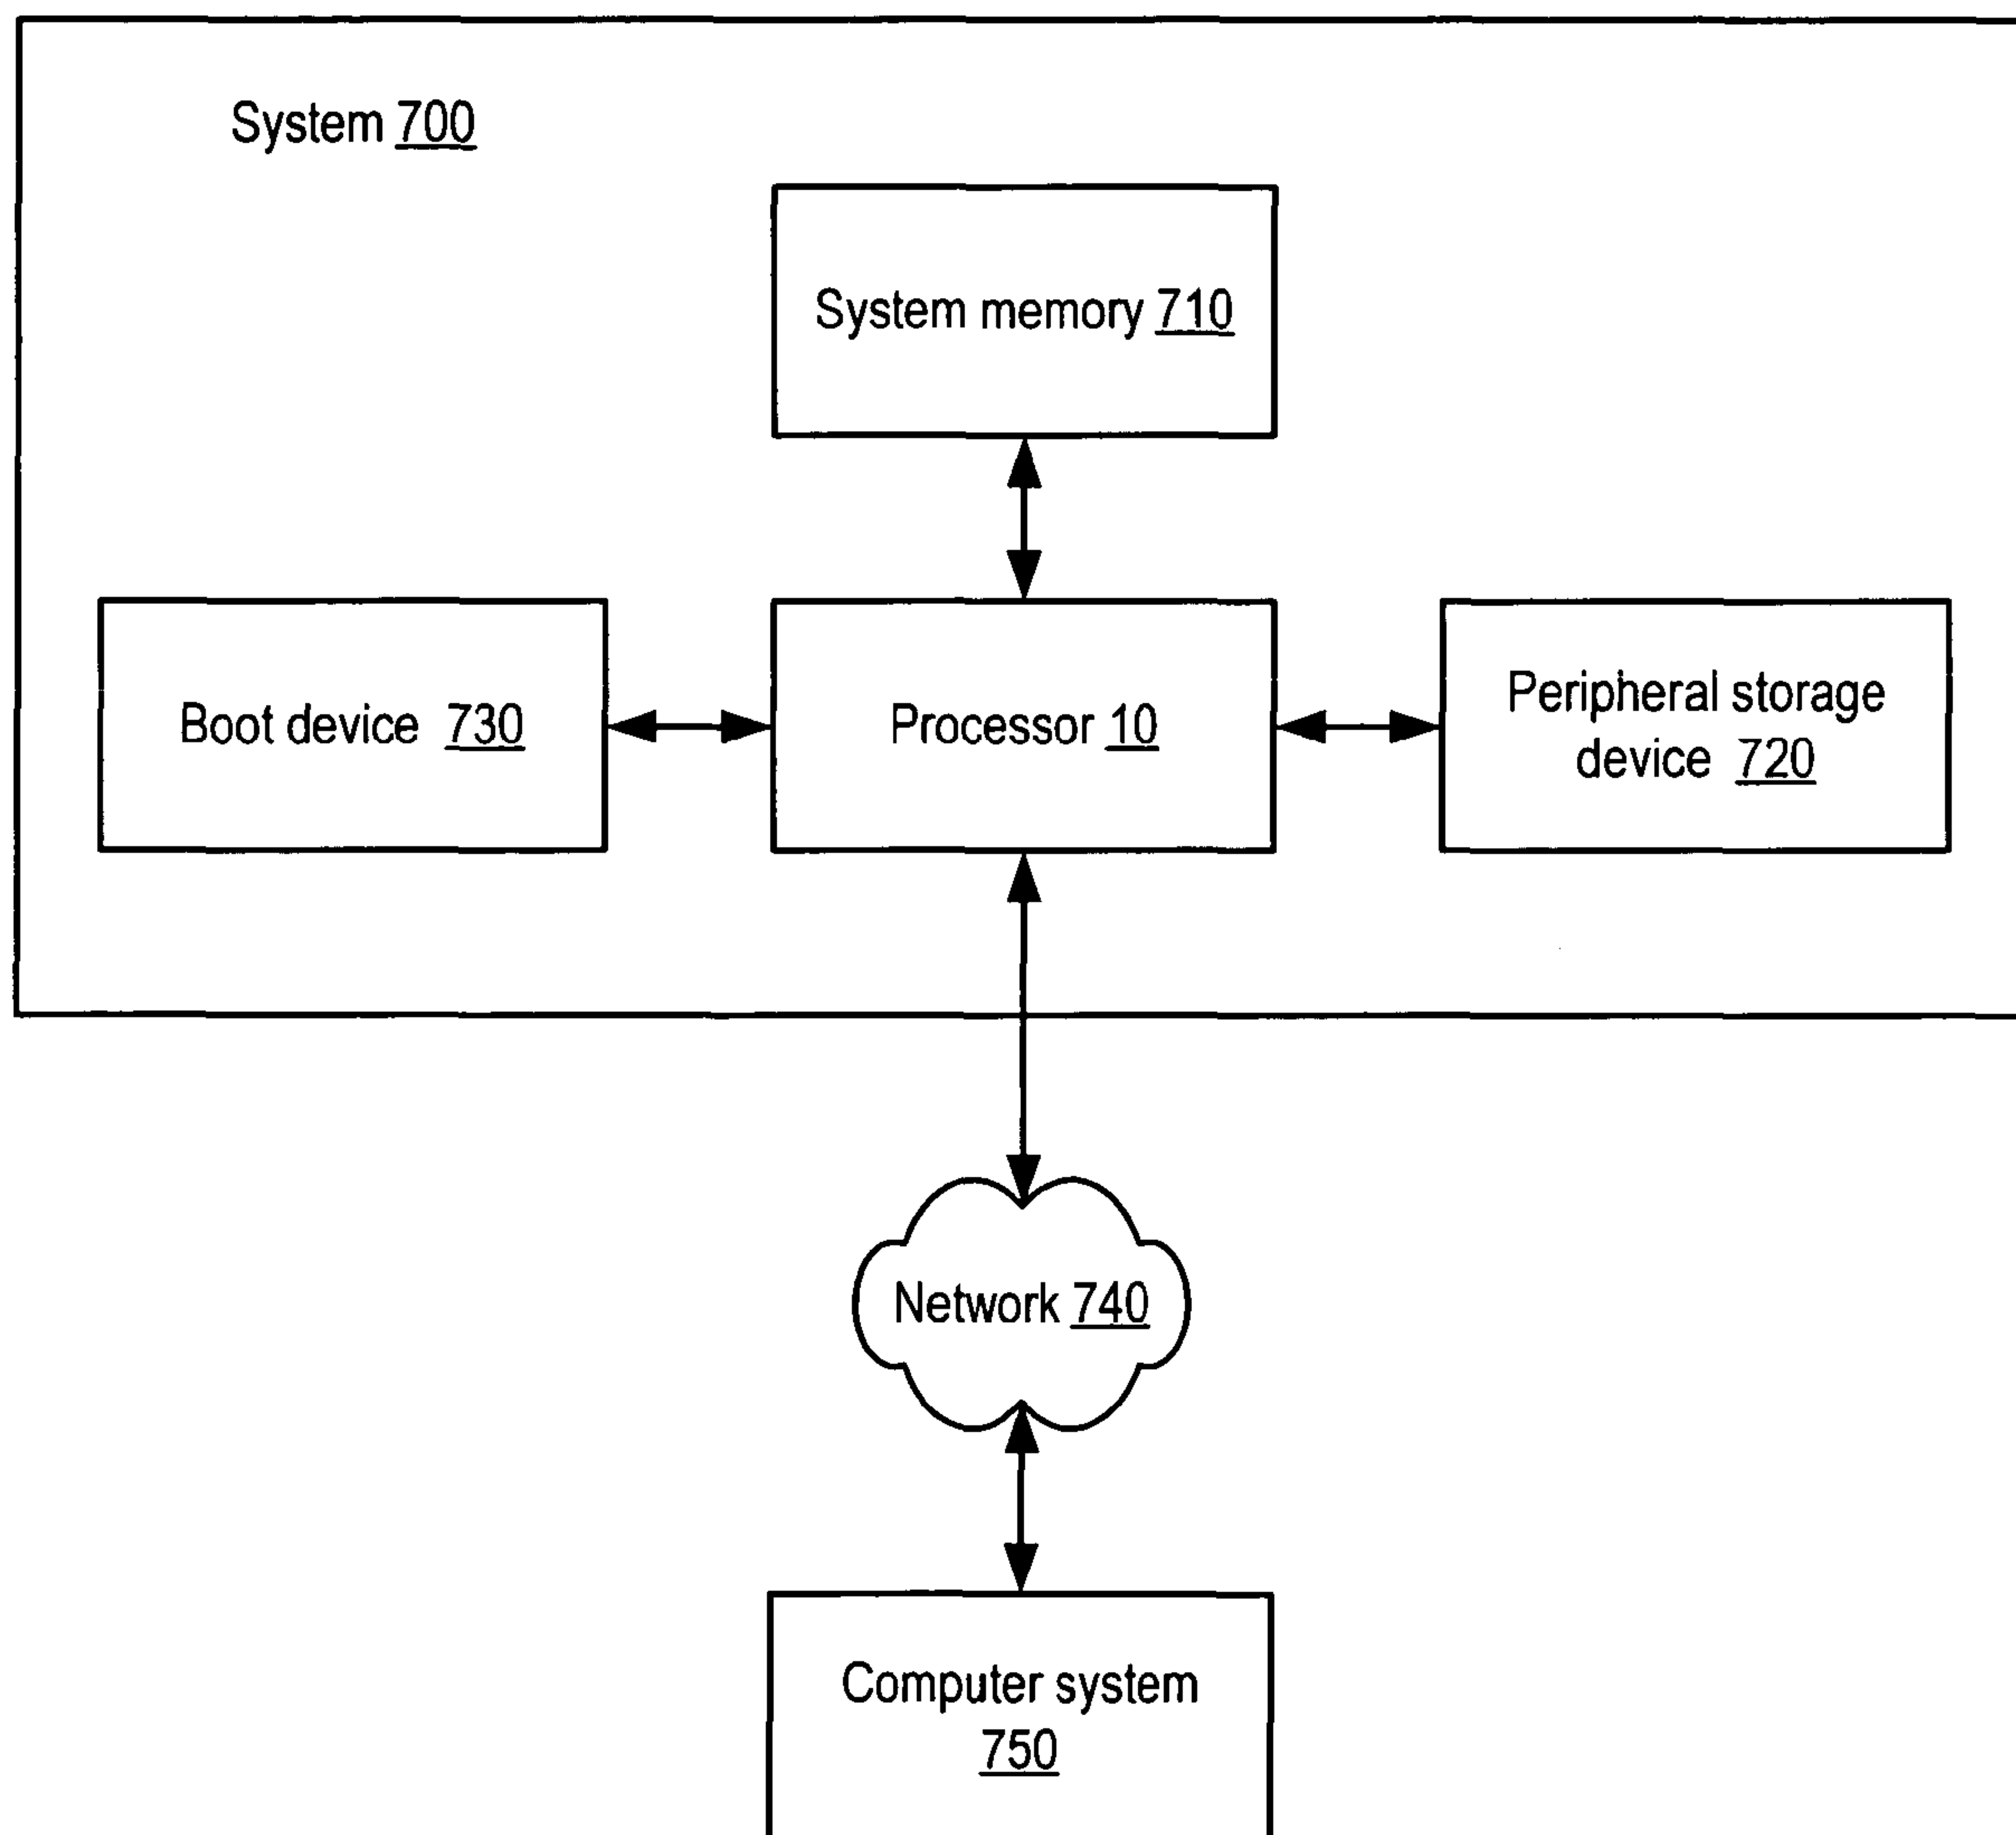 System 700
System memory 710
Boot device 730
Processor 10
Peripheral storage
device 720
Network 740
Computer system
750